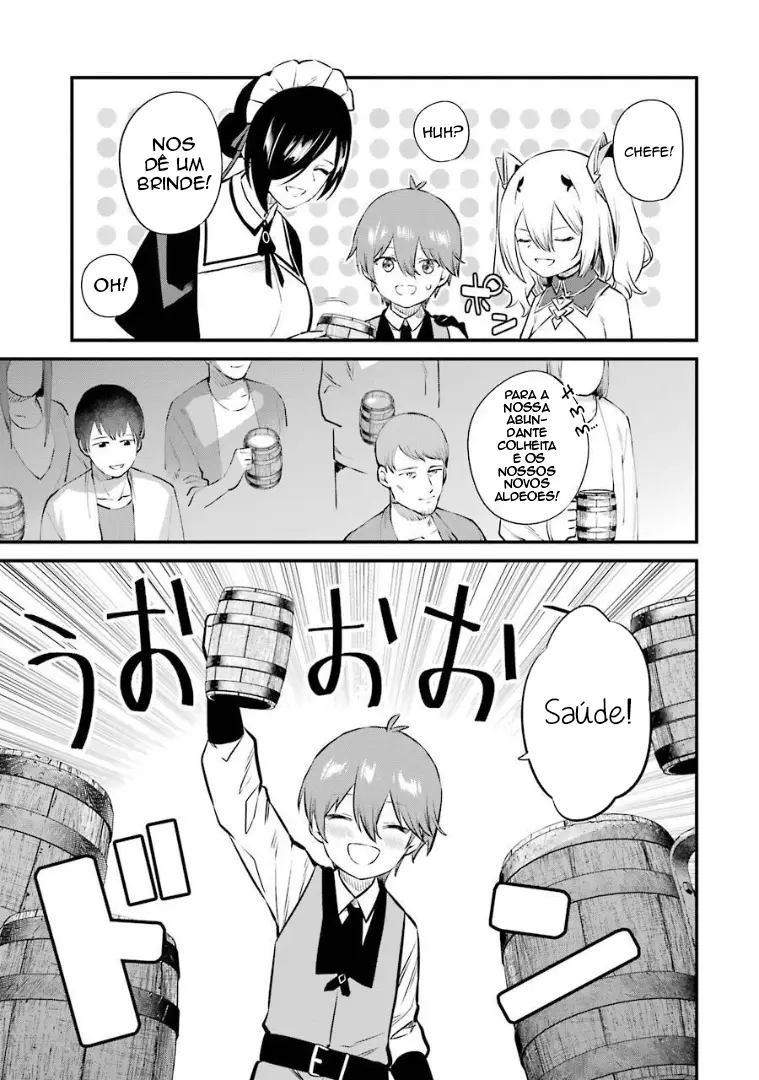 CHEFE!
HUH?
NOS
DÊ UM
BRINDE!
OH!
ポン
PARA A
NOSSA
ABUN-
DANTE
COLHEITA
E OS
NOSSOS
NOVOS
ALDEOES!
うおおお
Saúde!
ドン